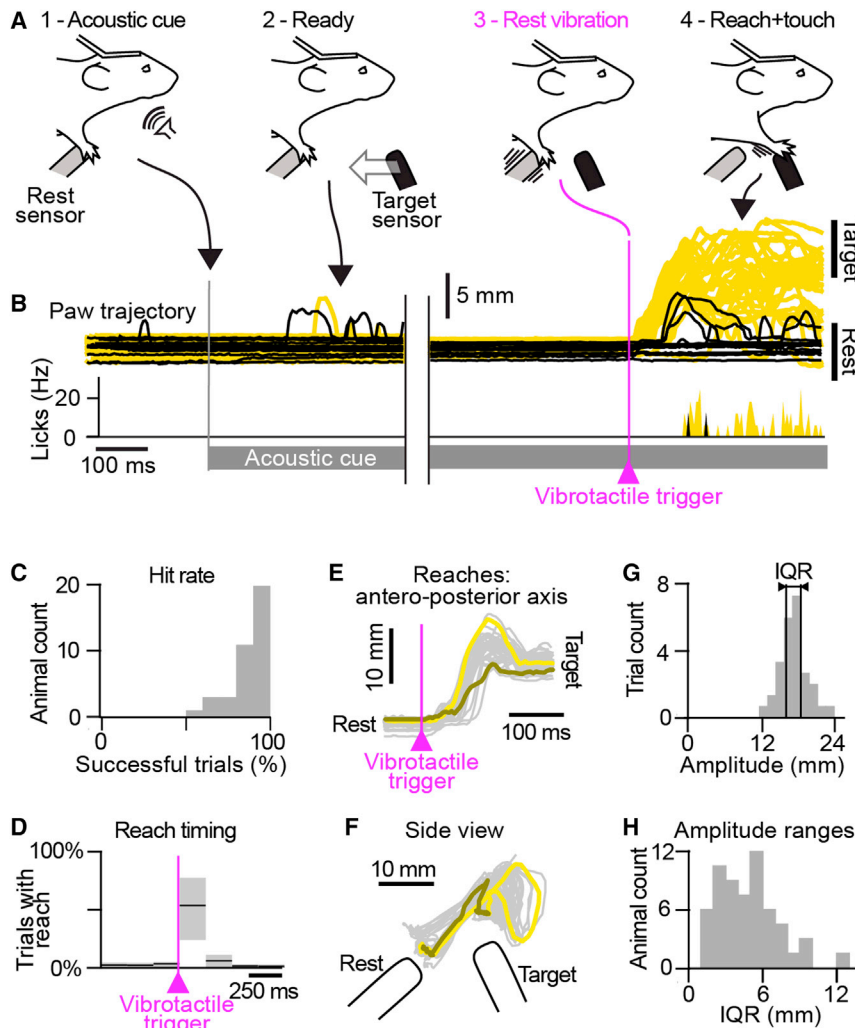 A
1 - Acoustic cue
2 - Ready
3 - Rest vibration
4 - Reach+touch
Rest
sensor
Target
sensor
B
Paw trajectory
5 mm
Target
Rest
Licks (Hz)
20
0
100 ms
Acoustic cue
Vibrotactile trigger
C
Hit rate
Animal count
20
10
0
0
100
Successful trials (%)
D
Reach timing
Trials with
reach
100%
0%
250 ms
Vibrotactile
trigger
E
Reaches:
antero-posterior axis
10 mm
Target
Rest
100 ms
Vibrotactile
trigger
F
Side view
10 mm
Rest
Target
G
IQR
Trial count
8
4
0
0
12
24
Amplitude (mm)
H
Amplitude ranges
Animal count
12
6
0
0
6
12
IQR (mm)